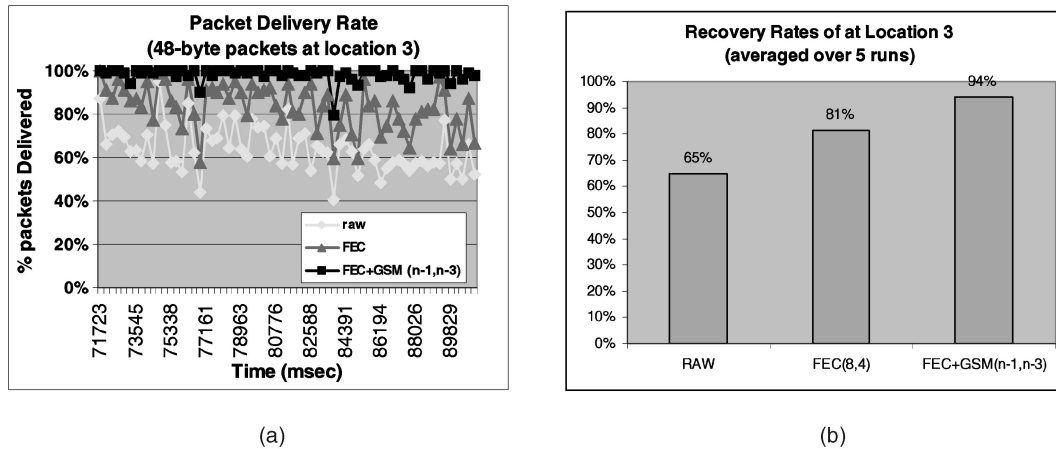 Packet Delivery Rate
(48-byte packets at location 3)
% packets Delivered
100%
80%
60%
40%
20%
0%
raw
FEC
FEC+GSM (n-1,n-3)
71723
73545
75338
77161
78963
80776
82588
84391
86194
88026
89829
Time (msec)
(a)
Recovery Rates of at Location 3
(averaged over 5 runs)
100%
90%
80%
70%
60%
50%
40%
30%
20%
10%
0%
65%
81%
94%
RAW
FEC(8,4)
FEC+GSM(n-1,n-3)
(b)